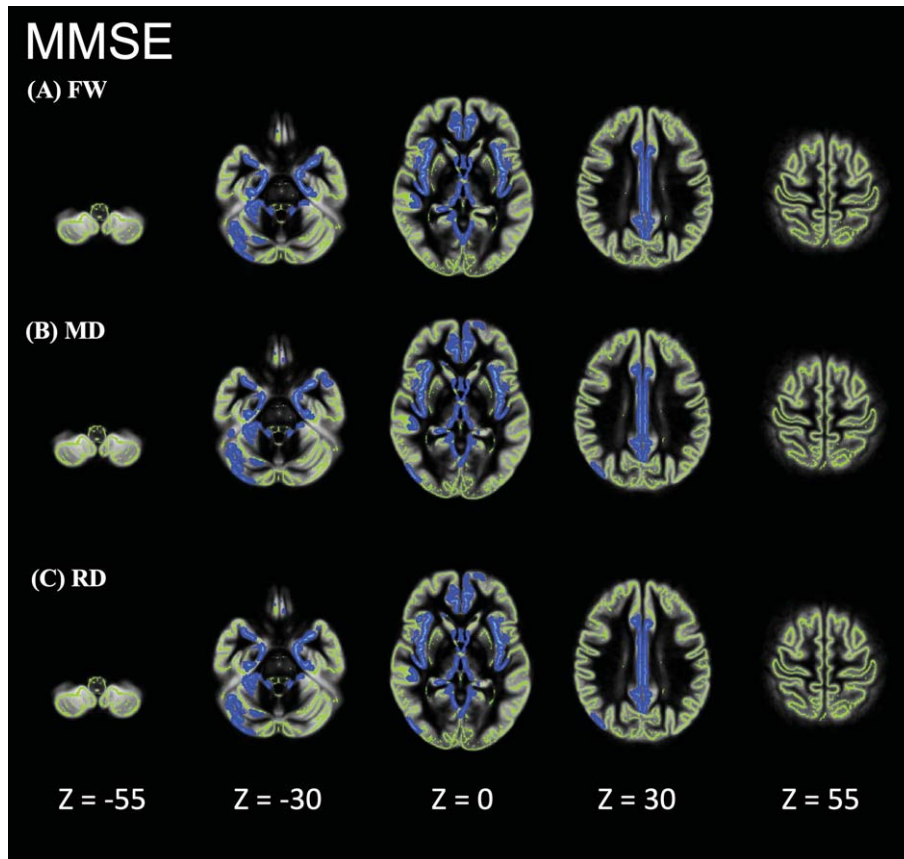 MMSE
(A) FW
(B) MD
(C) RD
Z = -55 Z = -30 Z = 0 Z = 30 Z = 55